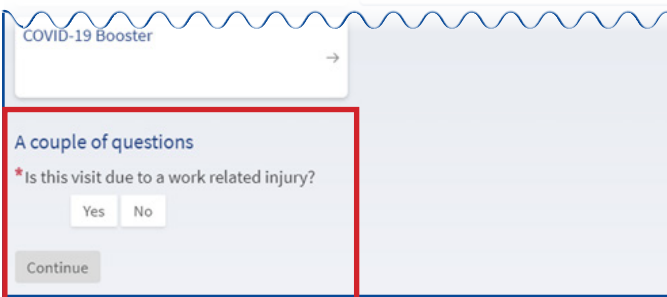 COVID-19 Booster
A couple of questions
*Is this visit due to a work related injury?
Yes No
Continue